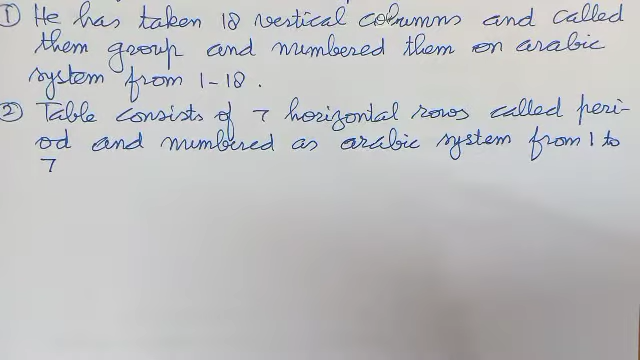 ① He has taken 18 vertical columns and called
them group and numbered them on arabic
system from 1-18.
② Table consists of 7 horizontal rows called peri-
od and numbered as arabic system from 1 to
7